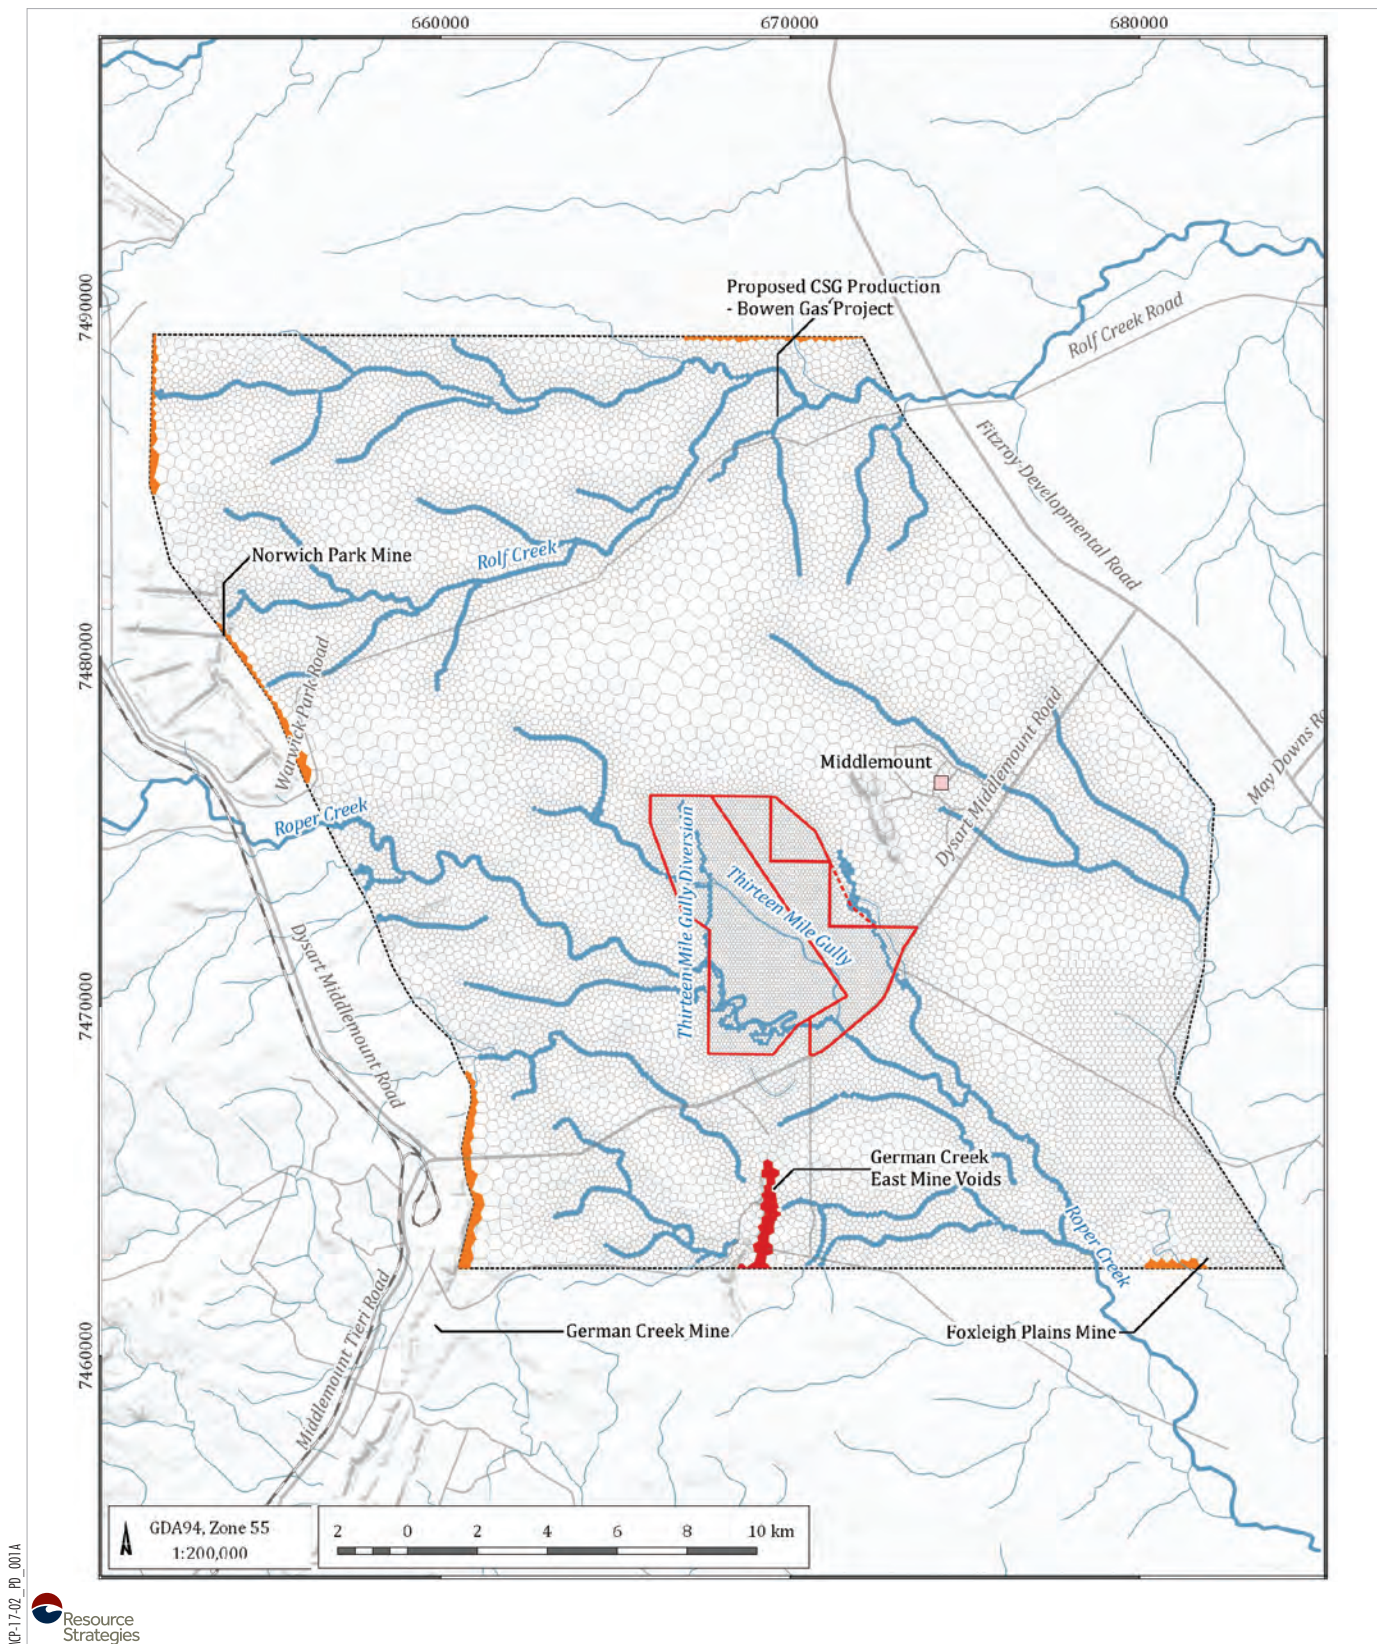 660000
670000
680000
7490000
Proposed CSG Production
- Bowen Gas Project
Rolf Creek Road
Fitzroy Developmental Road
Rolf Creek
Norwich Park Mine
7480000
Warwick Park Road
Dysart Middlemount Road
May Downs Ro
Middlemount
Roper Creek
Thirteen Mile Gully Diversion
Thirteen Mile Gully
Dysart Middlemount Road
7470000
German Creek
East Mine Voids
Roper Creek
German Creek Mine
Foxleigh Plains Mine
7460000
Middlemount Tieri Road
GDA94, Zone 55
1:200,000
2 0 2 4 6 8 10 km
CP-17-02_PD_001A
Resource
Strategies